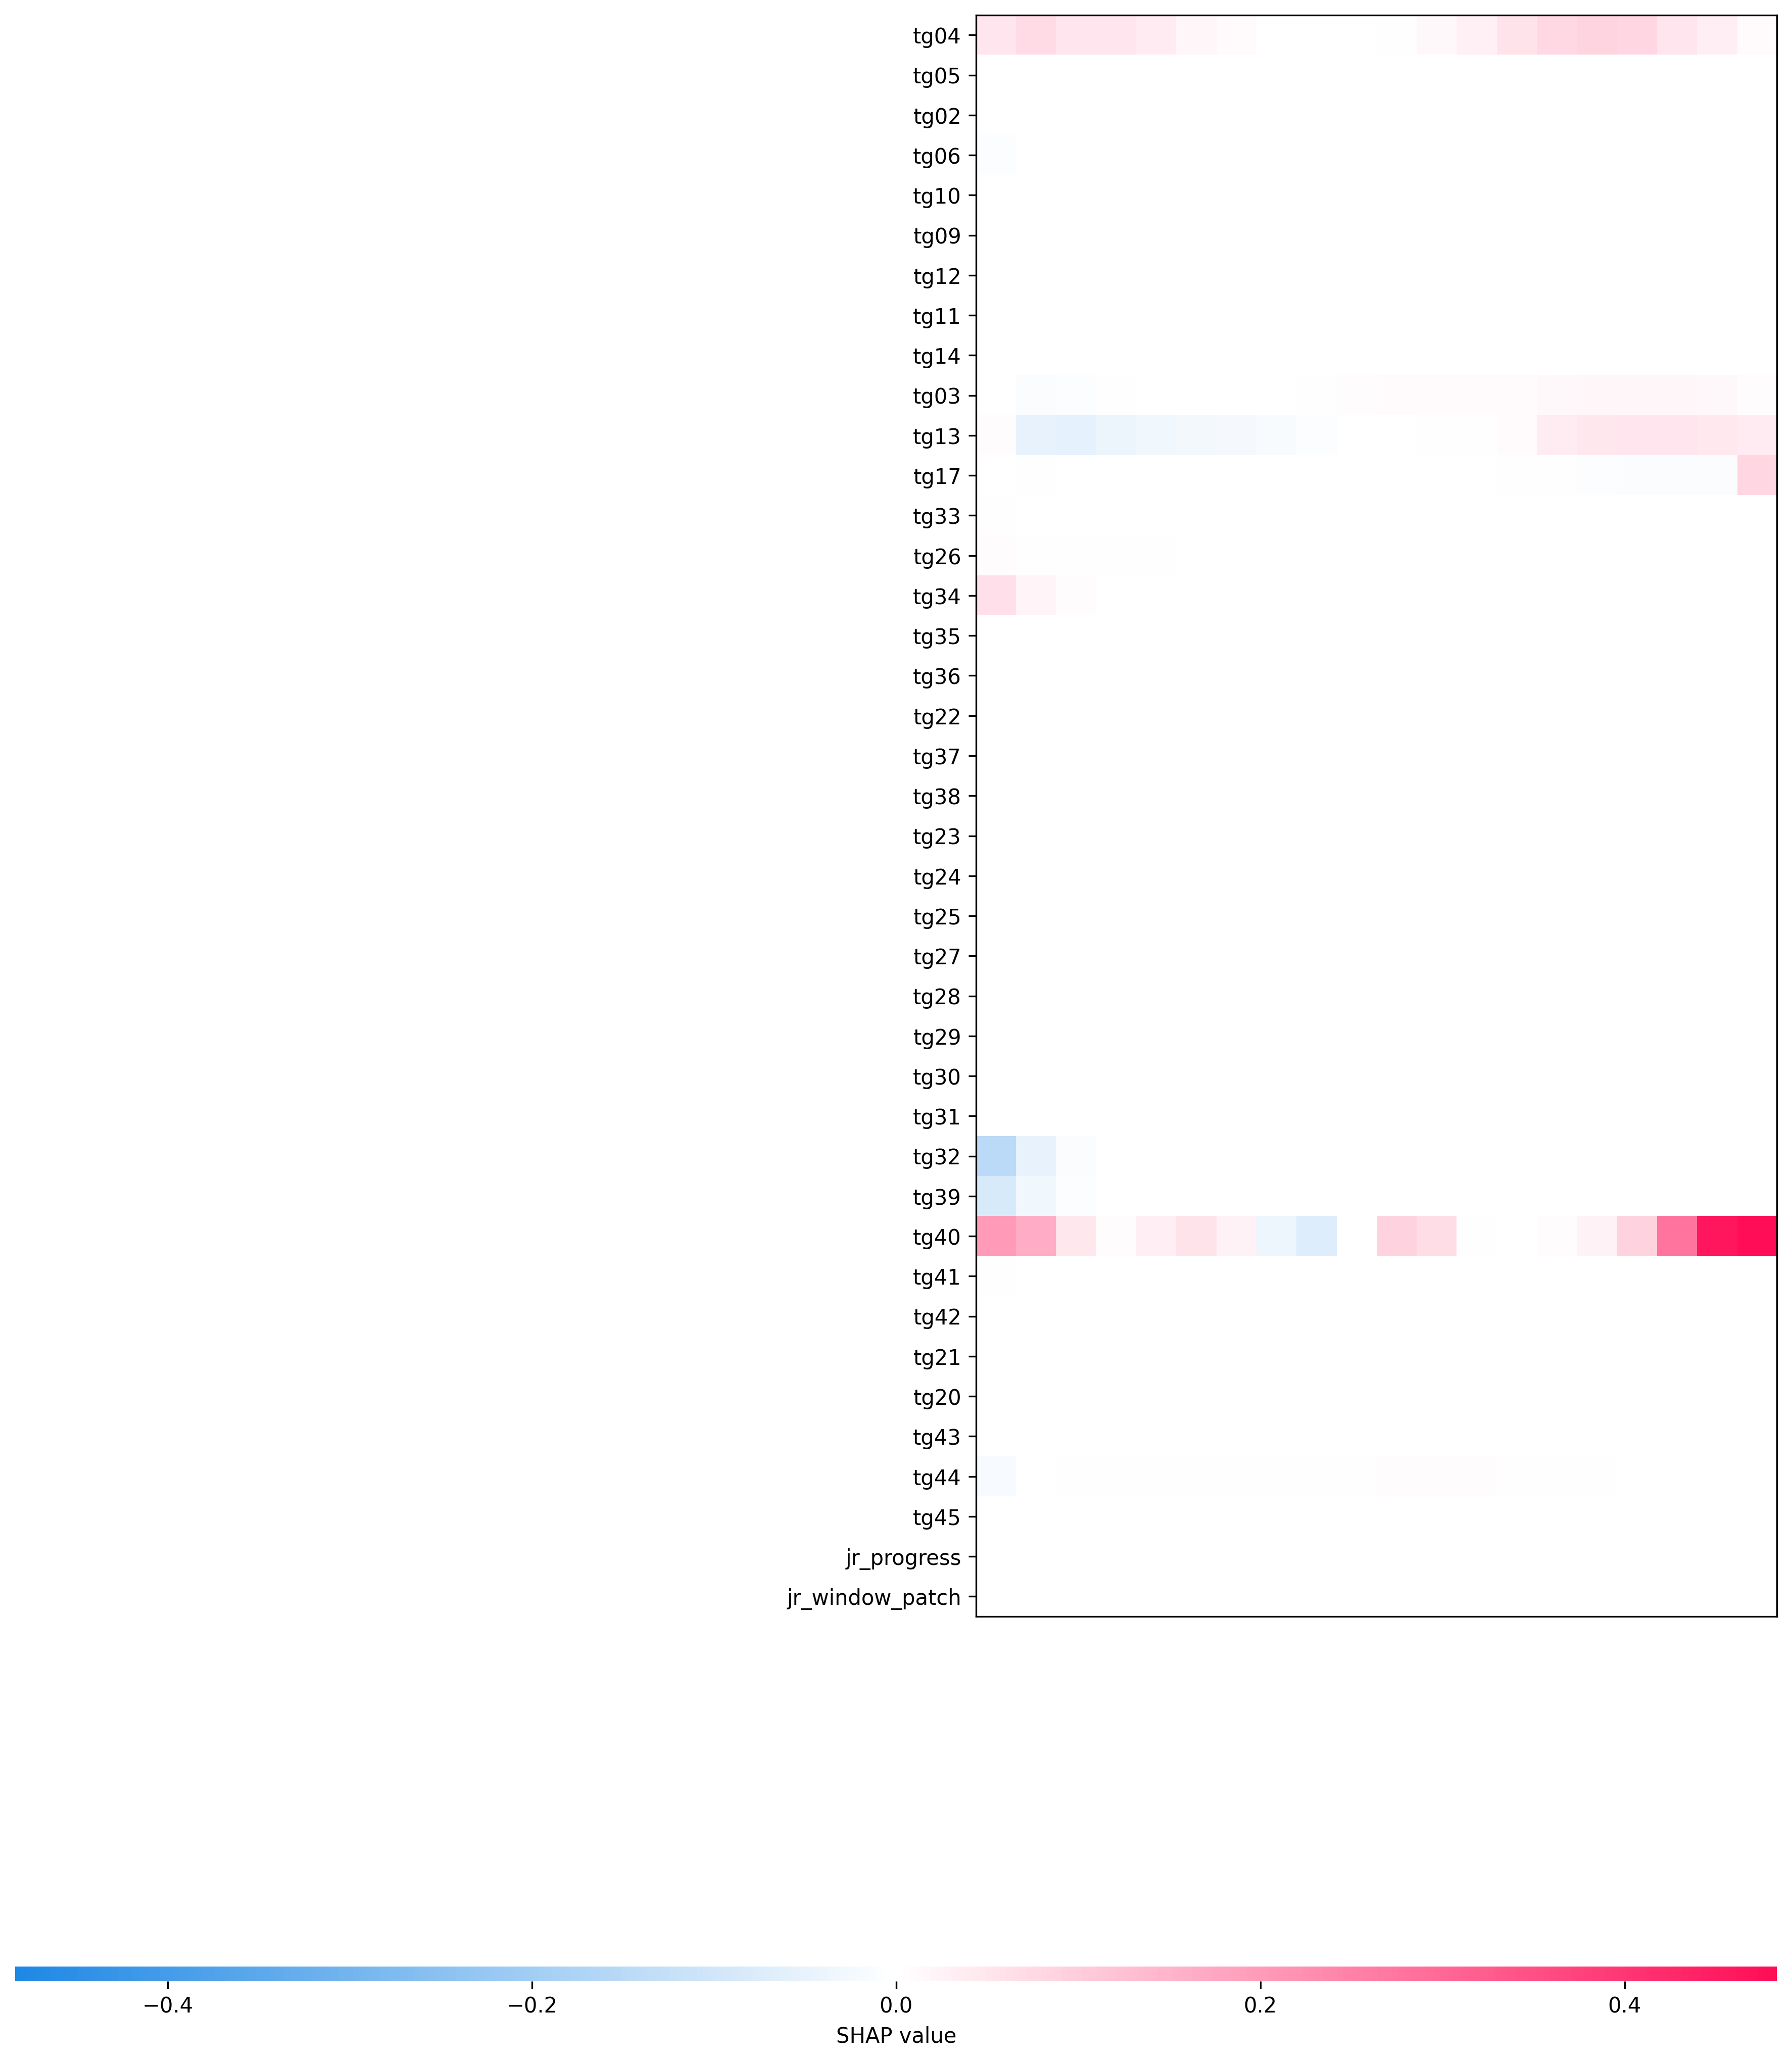 tg04
tg05
tg02
tg06
tg10
tg09
tg12
tg11
tg14
tg03
tg13
tg17
tg33
tg26
tg34
tg35
tg36
tg22
tg37
tg38
tg23
tg24
tg25
tg27
tg28
tg29
tg30
tg31
tg32
tg39
tg40
tg41
tg42
tg21
tg20
tg43
tg44
tg45
jr_progress
jr_window_patch
−0.4 −0.2 0.0 0.2 0.4
SHAP value